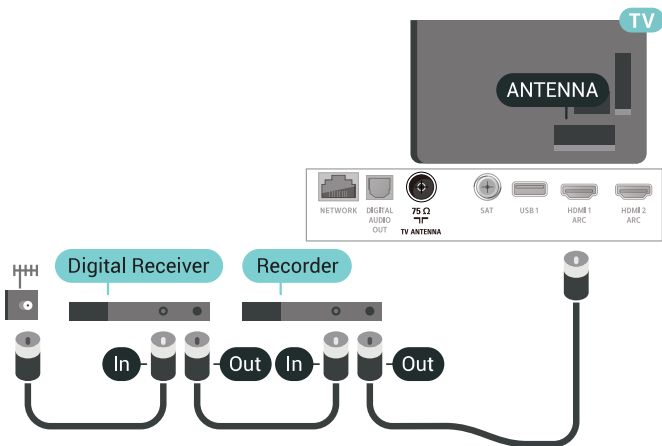 TV
ANTENNA
NETWORK
DIGITAL
AUDIO
OUT
75 Ω
TV ANTENNA
SAT
USB 1
HDMI 1
ARC
HDMI 2
ARC
Digital Receiver
Recorder
In
Out
In
Out